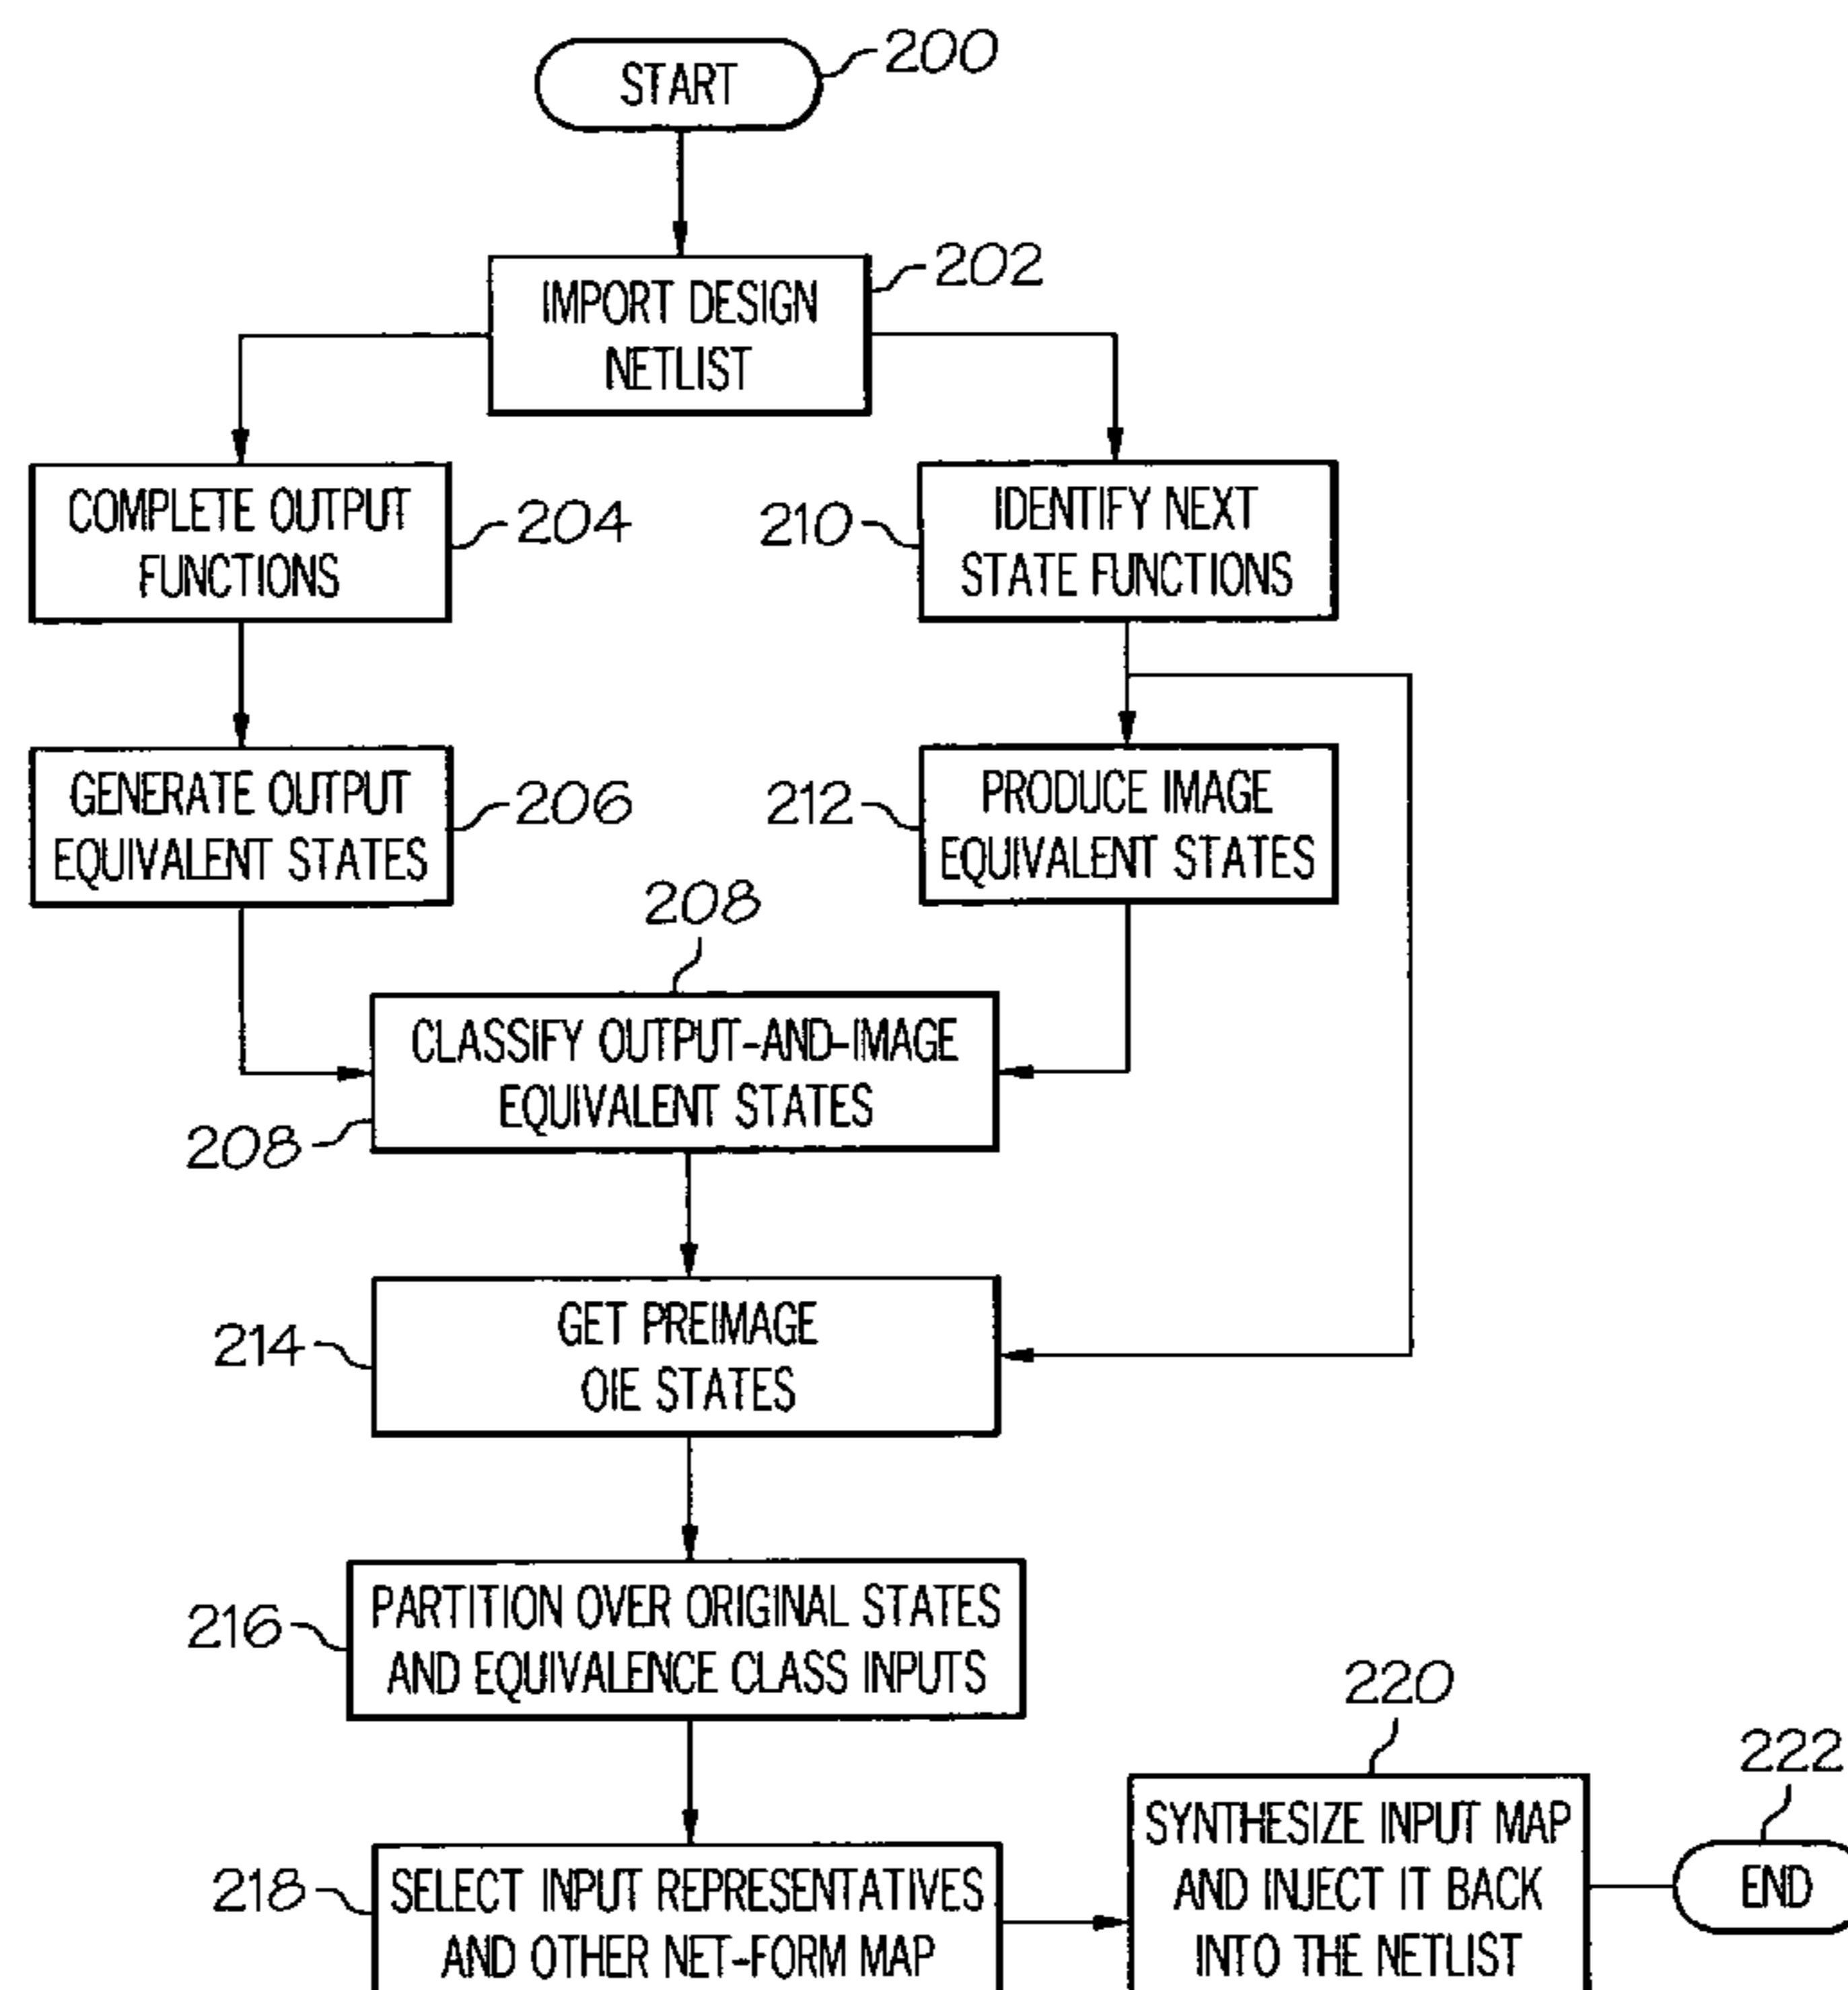 START
200
IMPORT DESIGN
NETLIST
202
COMPLETE OUTPUT
FUNCTIONS
204
210
IDENTIFY NEXT
STATE FUNCTIONS
GENERATE OUTPUT
EQUIVALENT STATES
206
212
PRODUCE IMAGE
EQUIVALENT STATES
208
CLASSIFY OUTPUT-AND-IMAGE
EQUIVALENT STATES
208
GET PREIMAGE
OIE STATES
214
PARTITION OVER ORIGINAL STATES
AND EQUIVALENCE CLASS INPUTS
216
218
SELECT INPUT REPRESENTATIVES
AND OTHER NET-FORM MAP
220
SYNTHESIZE INPUT MAP
AND INJECT IT BACK
INTO THE NETLIST
222
END